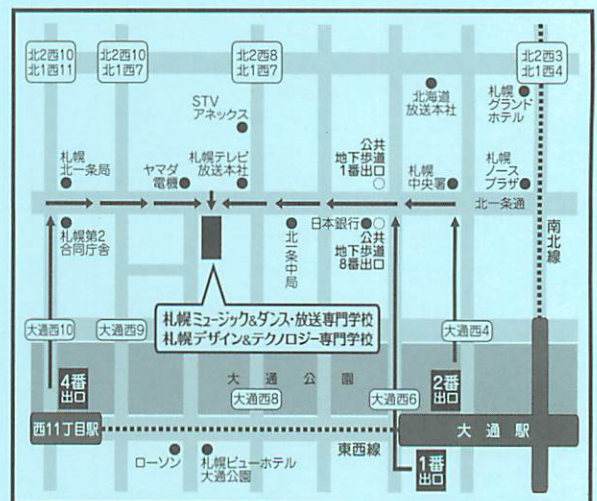 北2西10
北1西11
北2西10
北1西7
北2西8
北1西7
北2西3
北1西4
STV
アネックス
北海道
放送本社
札幌
グランド
ホテル
公共
地下歩道
1番出口
札幌
北一条局
ヤマダ
電機
札幌テレビ
放送本社
札幌
中央署
札幌
ノース
プラザ
北一条通
札幌第2
合同庁舎
北一条中局
日本銀行
公共
地下歩道
8番出口
南北線
札幌ミュージック&ダンス・放送専門学校
札幌デザイン&テクノロジー専門学校
大通西10
大通西9
大通西4
4番
出口
大通公園
大通西8
大通西6
2番
出口
西11丁目駅
東西線
大通駅
ローソン
札幌ビューホテル
大通公園
1番
出口